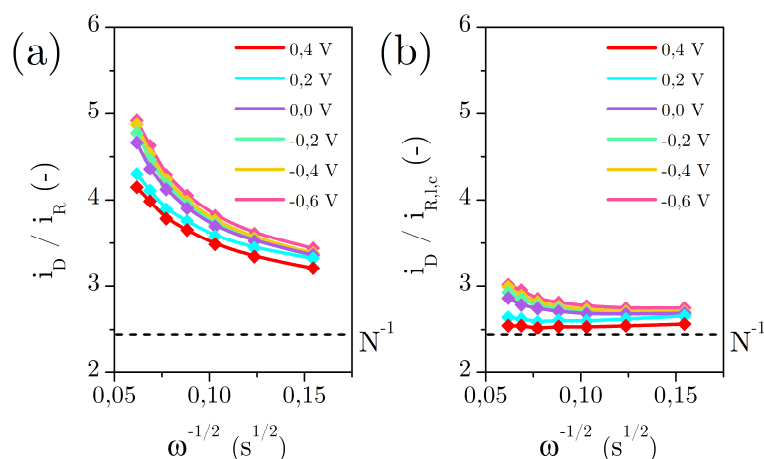 (a)
i_D / i_R (-)
6
5
4
3
2
0,05
0,10
0,15
ω^-1/2 (s^1/2)
0,4 V
0,2 V
0,0 V
-0,2 V
-0,4 V
-0,6 V
N^-1
(b)
i_D / i_R,l,c (-)
6
5
4
3
2
0,05
0,10
0,15
ω^-1/2 (s^1/2)
0,4 V
0,2 V
0,0 V
-0,2 V
-0,4 V
-0,6 V
N^-1